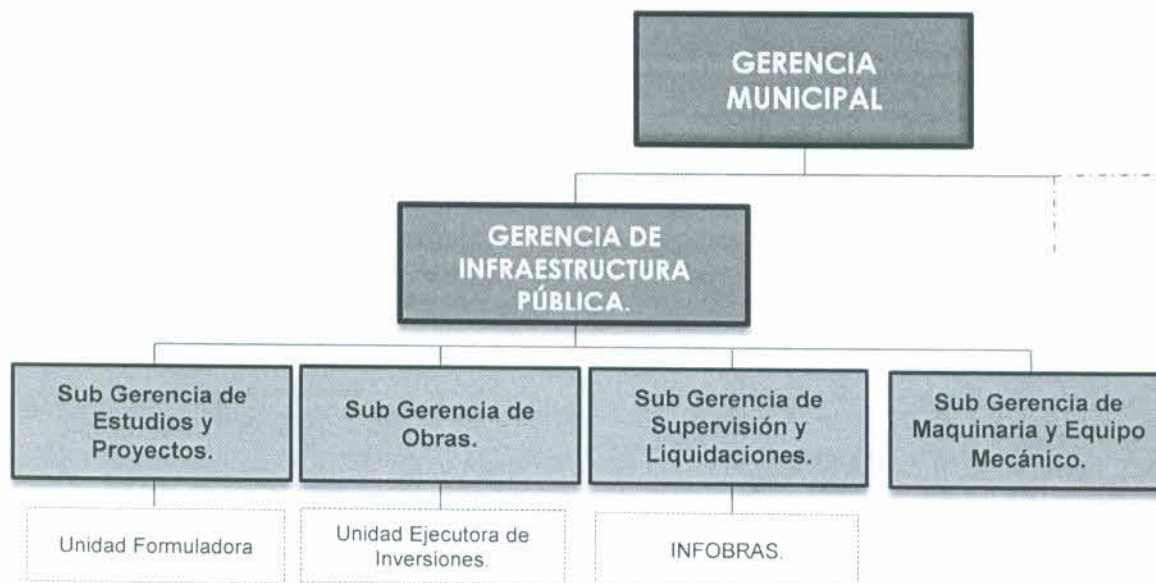 GERENCIA
MUNICIPAL
GERENCIA DE
INFRAESTRUCTURA
PÚBLICA.
Sub Gerencia de
Estudios y
Proyectos.
Sub Gerencia de
Obras.
Sub Gerencia de
Supervisión y
Liquidaciones.
Sub Gerencia de
Maquinaria y Equipo
Mecánico.
Unidad Formuladora
Unidad Ejecutora de
Inversiones.
INFOBRAS.